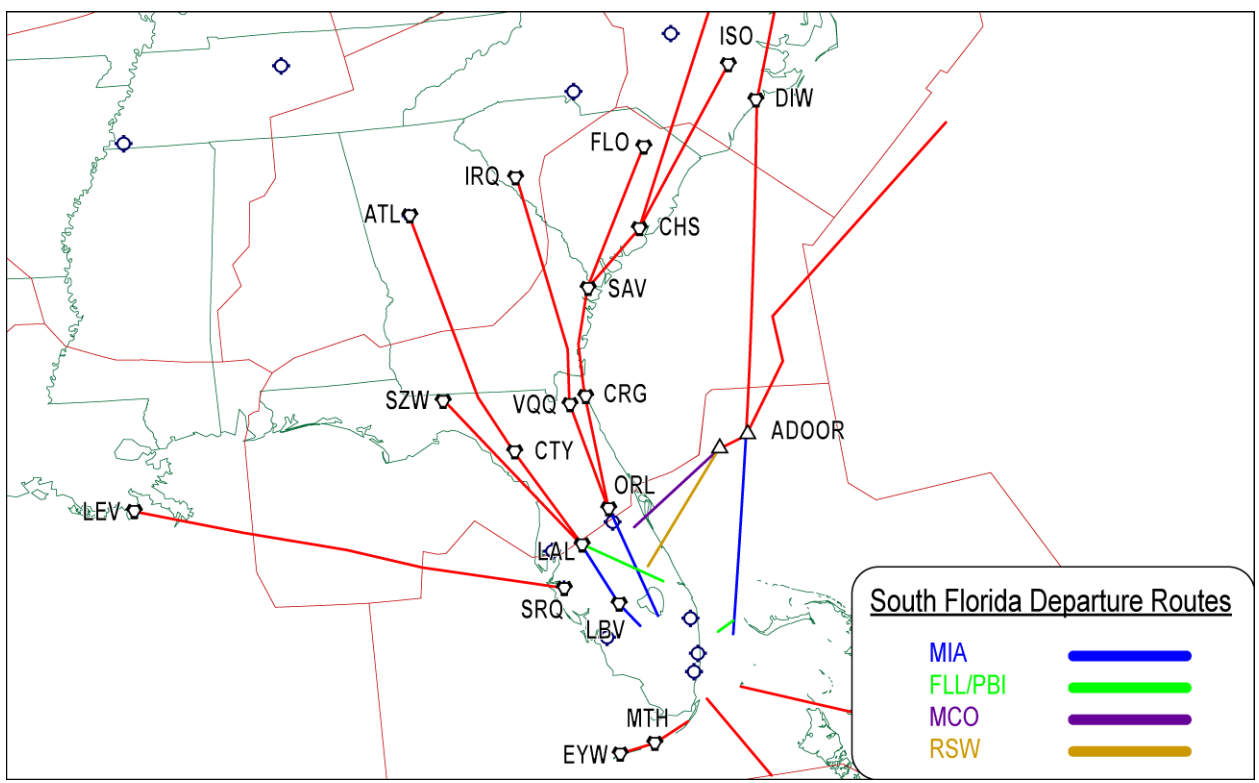 ISO
DIW
FLO
IRQ
ATL
CHS
SAV
SZW
VQQ
CRG
CTY
ADOOR
ORL
LEV
LAL
SRQ
LBV
MTH
EYW
South Florida Departure Routes
MIA
FLL/PBI
MCO
RSW